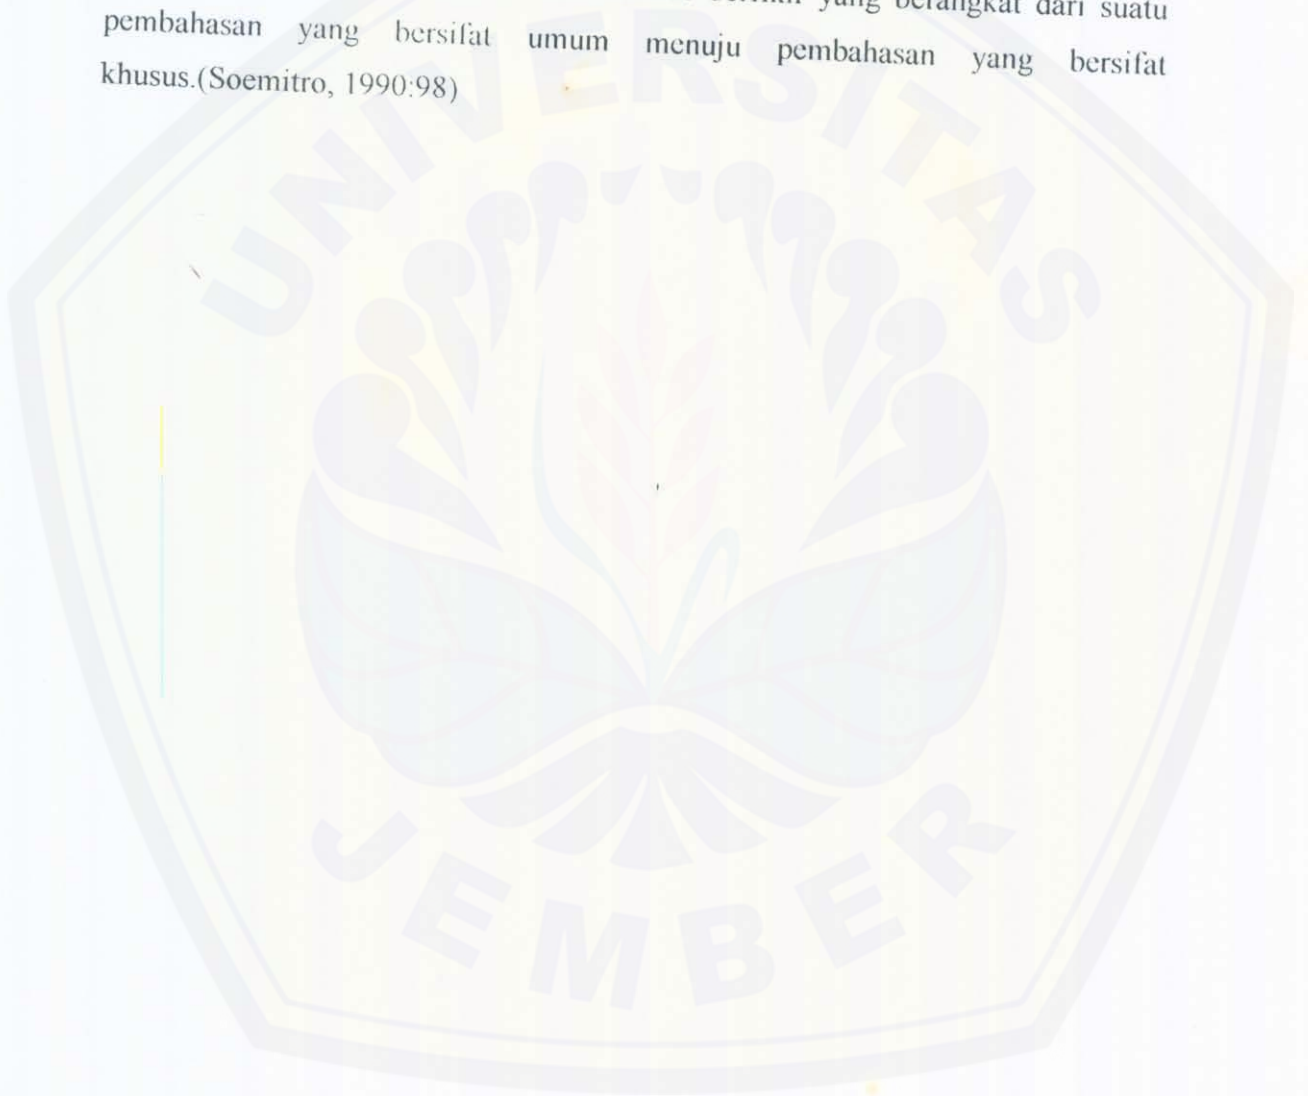 yang berangkat dari suatu
pembahasan yang bersifat umum menuju pembahasan yang bersifat
khusus.(Soemitro, 1990:98)
UNIVERSITAS
JEMBER